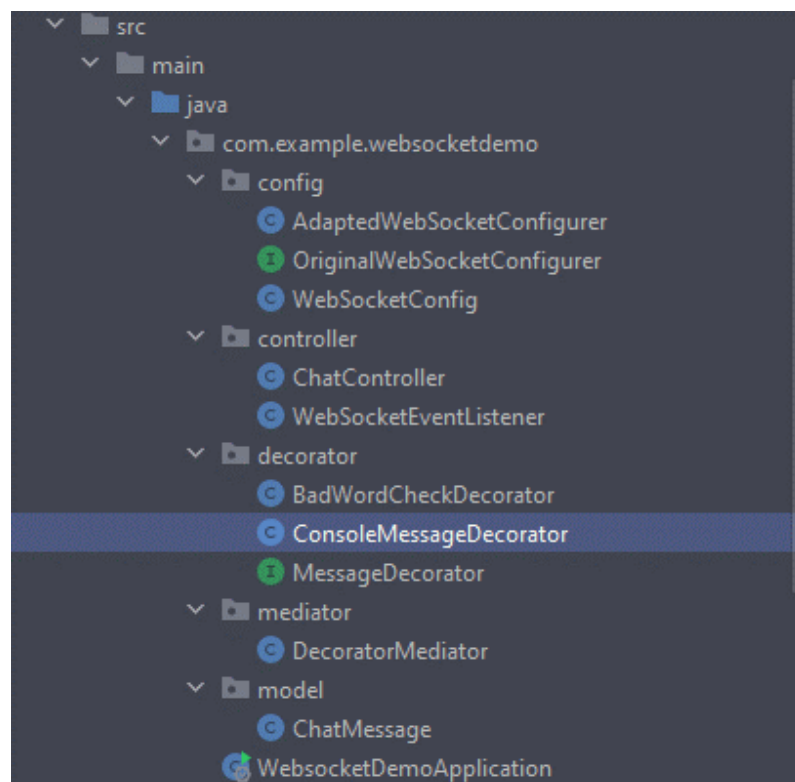 src
main
java
com.example.websocketdemo
config
AdaptedWebSocketConfigurer
OriginalWebSocketConfigurer
WebSocketConfig
controller
ChatController
WebSocketEventListener
decorator
BadWordCheckDecorator
ConsoleMessageDecorator
MessageDecorator
mediator
DecoratorMediator
model
ChatMessage
WebsocketDemoApplication